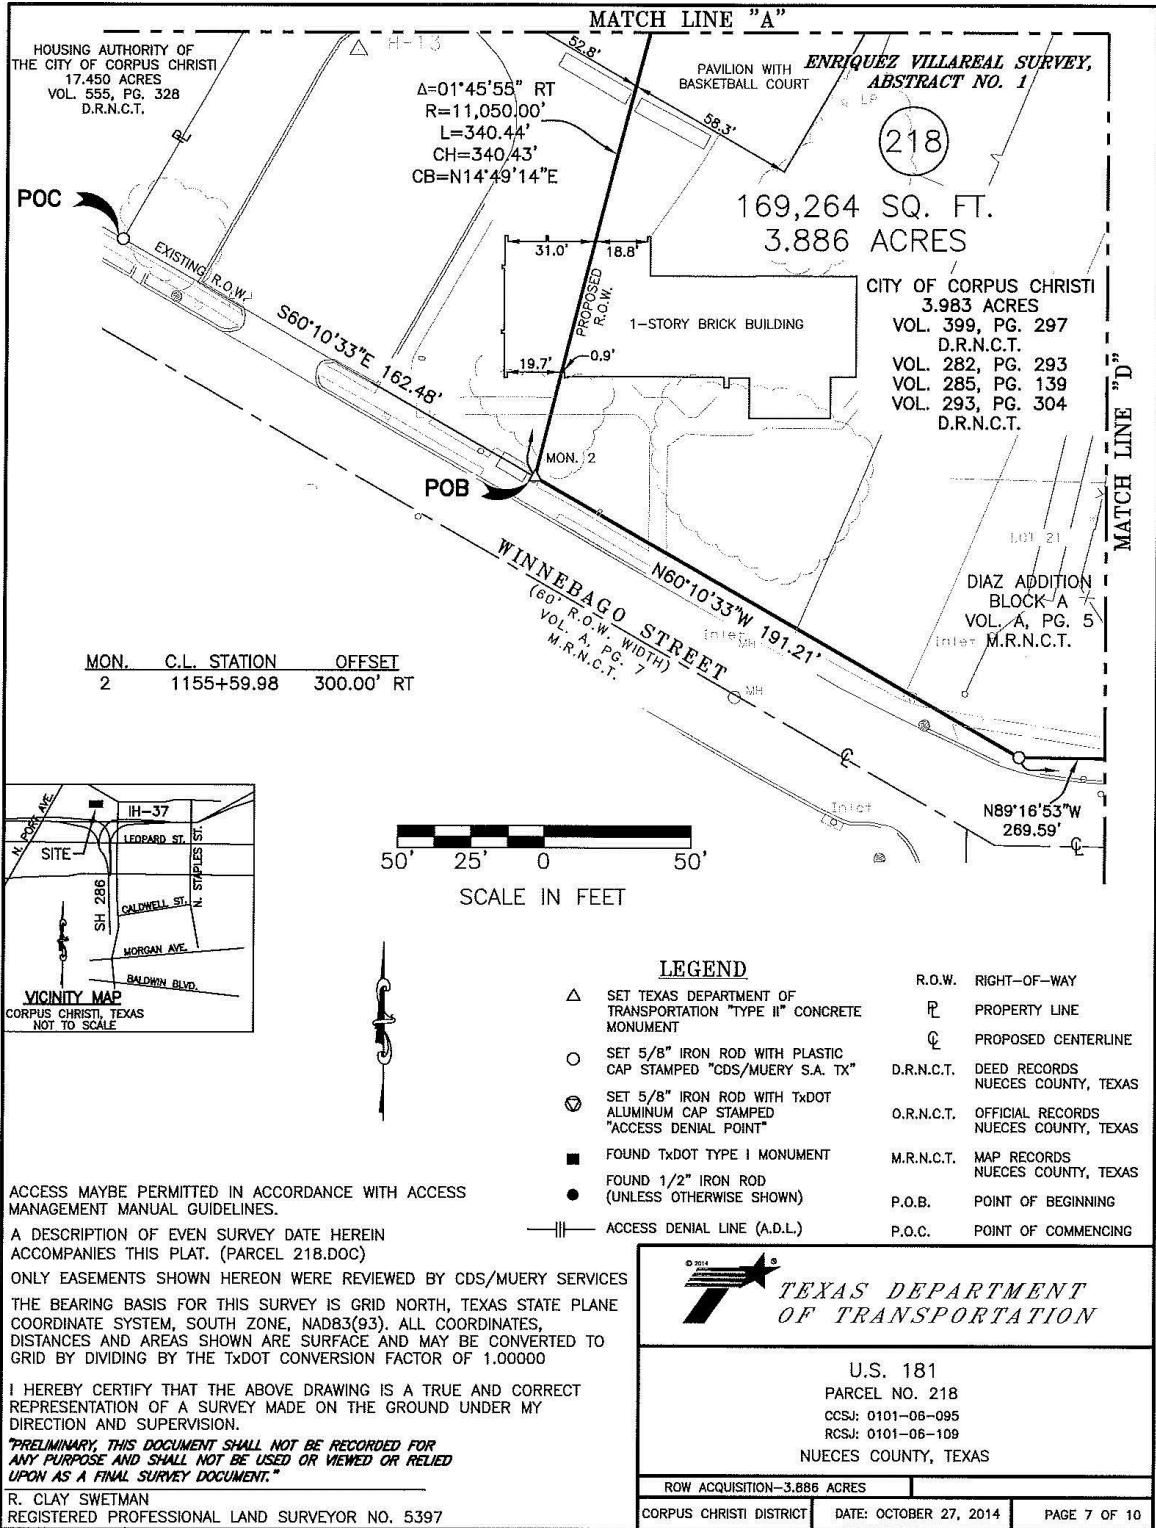 MATCH LINE "A"
HOUSING AUTHORITY OF
THE CITY OF CORPUS CHRISTI
17.450 ACRES
VOL. 555, PG. 328
D.R.N.C.T.
H-13
52.8'
PAVILION WITH
BASKETBALL COURT
ENRIQUEZ VILLAREAL SURVEY,
ABSTRACT NO. 1
LP
Δ=01°45'55" RT
R=11,050.00'
L=340.44'
CH=340.43'
CB=N14°49'14"E
58.3'
218
PL
POC
169,264 SQ. FT.
3.886 ACRES
EXISTING R.O.W.
31.0'
18.8'
PROPOSED
R.O.W.
1-STORY BRICK BUILDING
CITY OF CORPUS CHRISTI
3.983 ACRES
VOL. 399, PG. 297
D.R.N.C.T.
VOL. 282, PG. 293
VOL. 285, PG. 139
VOL. 293, PG. 304
D.R.N.C.T.
MATCH LINE "D"
S60°10'33"E 162.48'
19.7'
0.9'
MON. 2
POB
WINNEBAGO STREET
(60' R.O.W. WIDTH)
VOL. A, PG. 7
M.R.N.C.T.
N60°10'33"W 191.21'
Inlet
MH
LOT 21
DIAZ ADDITION
BLOCK A
VOL. A, PG. 5
M.R.N.C.T.
Inlet
MH
MON. C.L. STATION OFFSET
2 1155+59.98 300.00' RT
℄
Inlet
N89°16'53"W
269.59'
℄
N. PORT AVE.
IH-37
LEOPARD ST.
SITE
N. STAPLES ST.
SH 286
CALDWELL ST.
MORGAN AVE.
BALDWIN BLVD.
VICINITY MAP
CORPUS CHRISTI, TEXAS
NOT TO SCALE
50' 25' 0 50'
SCALE IN FEET
LEGEND
SET TEXAS DEPARTMENT OF
TRANSPORTATION "TYPE II" CONCRETE
MONUMENT
SET 5/8" IRON ROD WITH PLASTIC
CAP STAMPED "CDS/MUERY S.A. TX"
SET 5/8" IRON ROD WITH TxDOT
ALUMINUM CAP STAMPED
"ACCESS DENIAL POINT"
FOUND TxDOT TYPE I MONUMENT
FOUND 1/2" IRON ROD
(UNLESS OTHERWISE SHOWN)
ACCESS DENIAL LINE (A.D.L.)
R.O.W. RIGHT-OF-WAY
PL PROPERTY LINE
℄ PROPOSED CENTERLINE
D.R.N.C.T. DEED RECORDS
NUECES COUNTY, TEXAS
O.R.N.C.T. OFFICIAL RECORDS
NUECES COUNTY, TEXAS
M.R.N.C.T. MAP RECORDS
NUECES COUNTY, TEXAS
P.O.B. POINT OF BEGINNING
P.O.C. POINT OF COMMENCING
ACCESS MAYBE PERMITTED IN ACCORDANCE WITH ACCESS
MANAGEMENT MANUAL GUIDELINES.
A DESCRIPTION OF EVEN SURVEY DATE HEREIN
ACCOMPANIES THIS PLAT. (PARCEL 218.DOC)
ONLY EASEMENTS SHOWN HEREON WERE REVIEWED BY CDS/MUERY SERVICES
THE BEARING BASIS FOR THIS SURVEY IS GRID NORTH, TEXAS STATE PLANE
COORDINATE SYSTEM, SOUTH ZONE, NAD83(93). ALL COORDINATES,
DISTANCES AND AREAS SHOWN ARE SURFACE AND MAY BE CONVERTED TO
GRID BY DIVIDING BY THE TxDOT CONVERSION FACTOR OF 1.00000
I HEREBY CERTIFY THAT THE ABOVE DRAWING IS A TRUE AND CORRECT
REPRESENTATION OF A SURVEY MADE ON THE GROUND UNDER MY
DIRECTION AND SUPERVISION.
"PRELIMINARY, THIS DOCUMENT SHALL NOT BE RECORDED FOR
ANY PURPOSE AND SHALL NOT BE USED OR VIEWED OR RELIED
UPON AS A FINAL SURVEY DOCUMENT."
R. CLAY SWETMAN
REGISTERED PROFESSIONAL LAND SURVEYOR NO. 5397
© 2014
®
TEXAS DEPARTMENT
OF TRANSPORTATION
U.S. 181
PARCEL NO. 218
CCSJ: 0101-06-095
RCSJ: 0101-06-109
NUECES COUNTY, TEXAS
ROW ACQUISITION-3.886 ACRES
CORPUS CHRISTI DISTRICT
DATE: OCTOBER 27, 2014
PAGE 7 OF 10